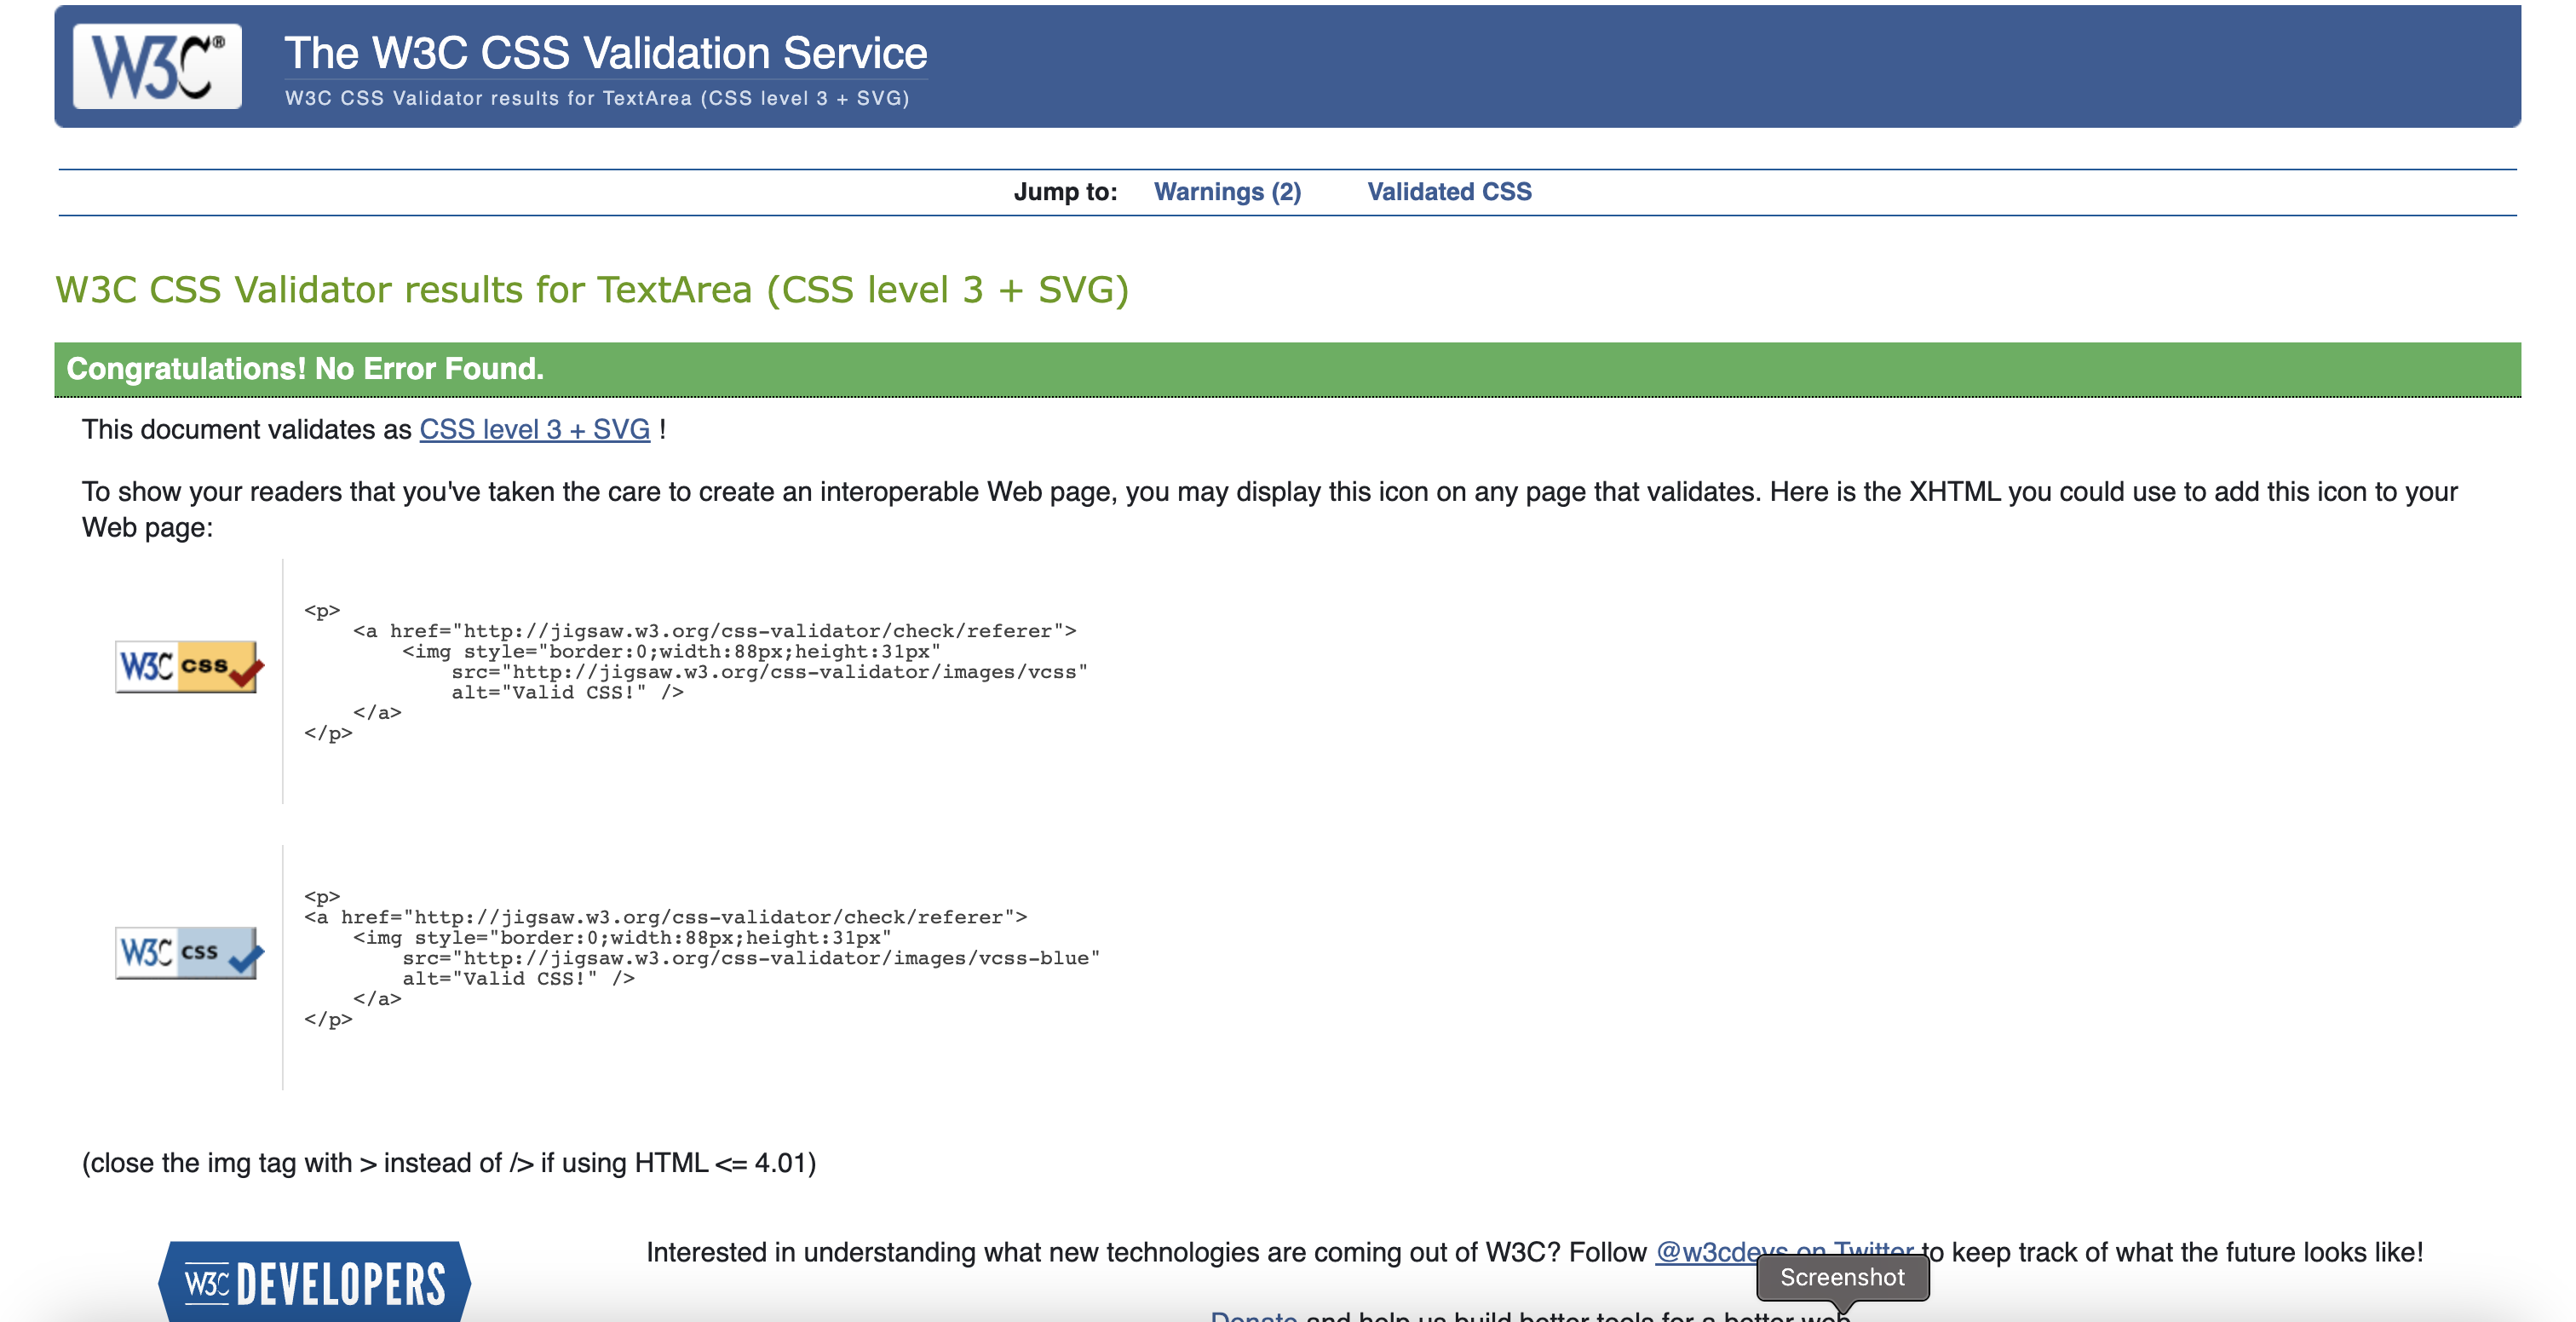 W3C®
The W3C CSS Validation Service
W3C CSS Validator results for TextArea (CSS level 3 + SVG)
Jump to: Warnings (2) Validated CSS
W3C CSS Validator results for TextArea (CSS level 3 + SVG)
Congratulations! No Error Found.
This document validates as CSS level 3 + SVG !
To show your readers that you've taken the care to create an interoperable Web page, you may display this icon on any page that validates. Here is the XHTML you could use to add this icon to your
Web page:
W3C css
<p>
<a href="http://jigsaw.w3.org/css-validator/check/referer">
<img style="border:0;width:88px;height:31px"
src="http://jigsaw.w3.org/css-validator/images/vcss"
alt="Valid CSS!" />
</a>
</p>
W3C css
<p>
<a href="http://jigsaw.w3.org/css-validator/check/referer">
<img style="border:0;width:88px;height:31px"
src="http://jigsaw.w3.org/css-validator/images/vcss-blue"
alt="Valid CSS!" />
</a>
</p>
(close the img tag with > instead of /> if using HTML <= 4.01)
W3C DEVELOPERS
Interested in understanding what new technologies are coming out of W3C? Follow @w3cdevs on Twitter to keep track of what the future looks like!
Screenshot
Donate and help us build better tools for a better web.